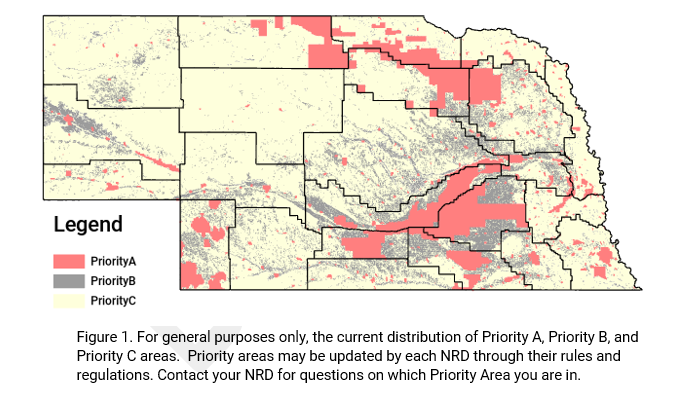 Legend
PriorityA
PriorityB
PriorityC
Figure 1. For general purposes only, the current distribution of Priority A, Priority B, and
Priority C areas.  Priority areas may be updated by each NRD through their rules and
regulations. Contact your NRD for questions on which Priority Area you are in.